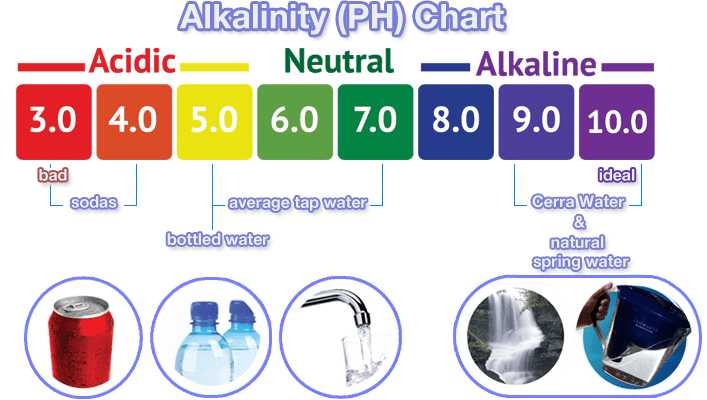 Alkalinity (PH) Chart
Acidic Neutral Alkaline
3.0 4.0 5.0 6.0 7.0 8.0 9.0 10.0
bad ideal
sodas average tap water Cerra Water
&
bottled water natural
spring water